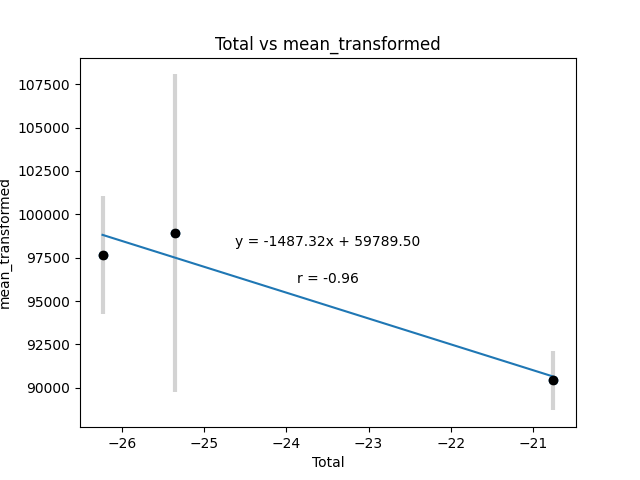 Total vs mean_transformed
mean_transformed
107500
105000
102500
100000
97500
95000
92500
90000
y = -1487.32x + 59789.50
r = -0.96
−26
−25
−24
−23
−22
−21
Total